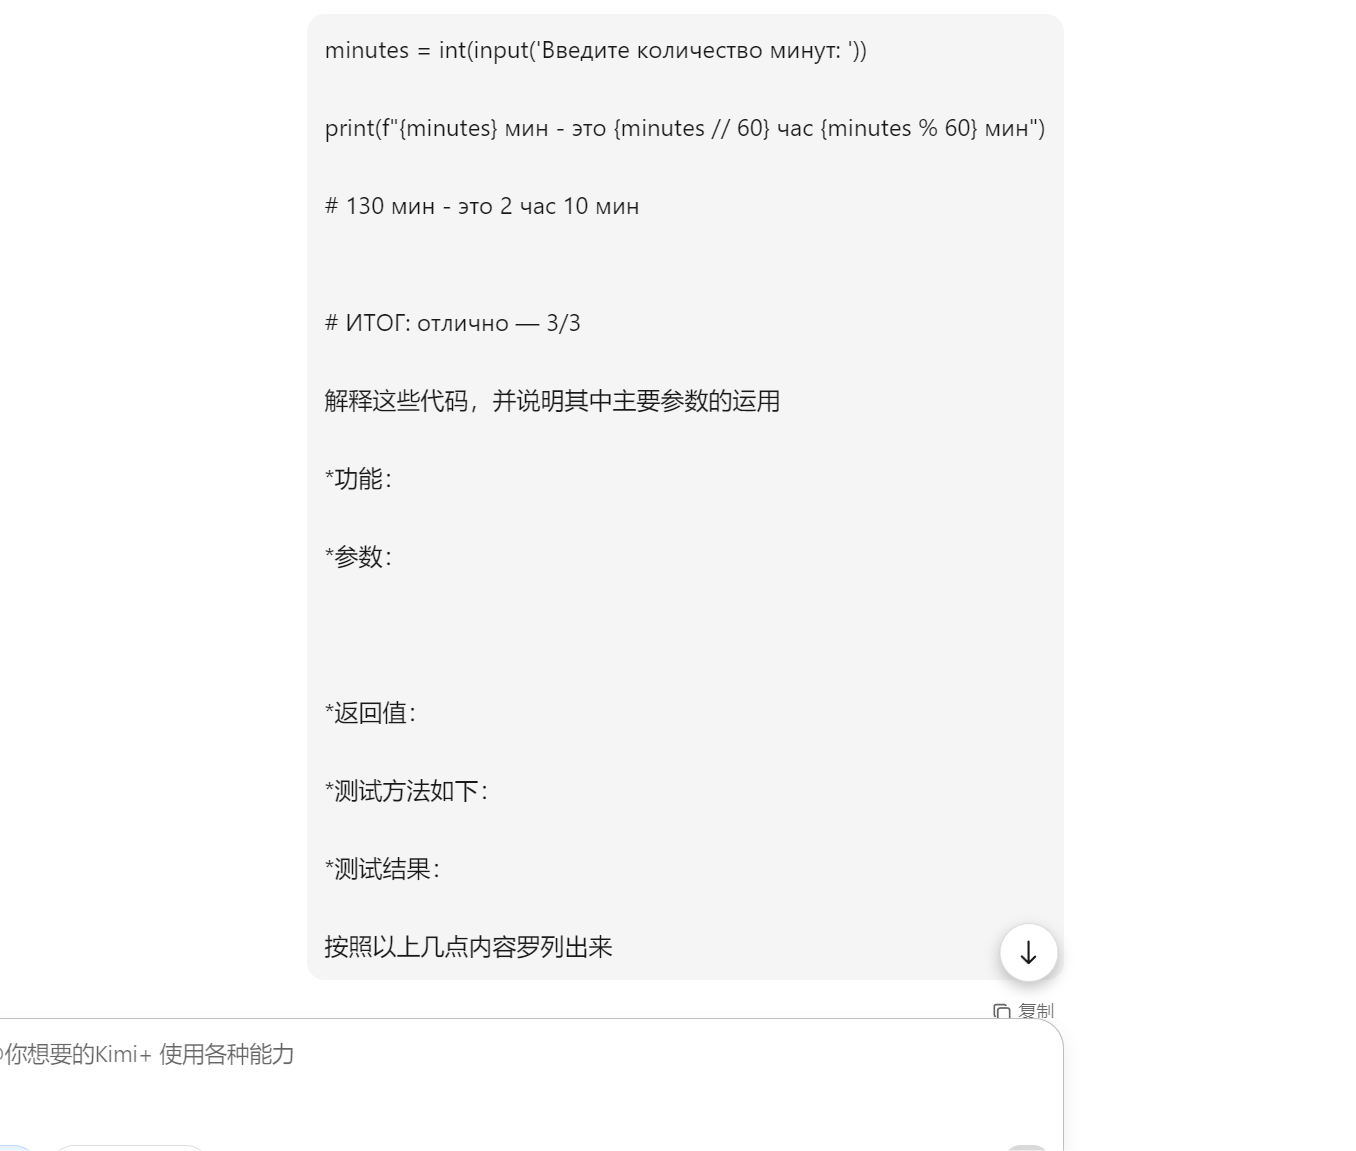 minutes = int(input('Введите количество минут: '))
print(f"{minutes} мин - это {minutes // 60} час {minutes % 60} мин")
# 130 мин - это 2 час 10 мин
# ИТОГ: отлично — 3/3
解释这些代码，并说明其中主要参数的运用
*功能：
*参数：
*返回值：
*测试方法如下：
*测试结果：
按照以上几点内容罗列出来
复制
你想要的Kimi+ 使用各种能力